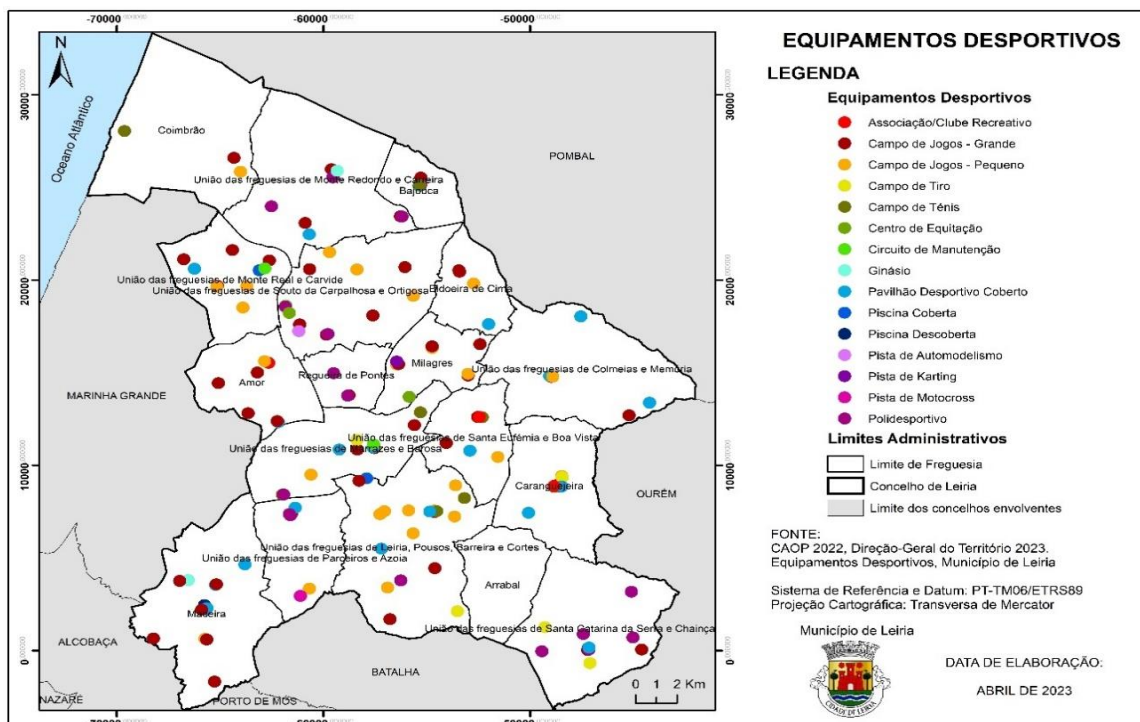 -70000 -60000 -50000
N
Oceano Atlântico
Coimbrão
POMBAL
União das freguesias de Monte Redondo e Carreira
Bajouca
30000
20000
10000
0
União das freguesias de Monte Real e Carvide
União das freguesias de Souto da Carpalhosa e Ortigosa
Bidoeira de Cima
Milagres
União das freguesias de Colmeias e Memória
Amor
Regueira de Pontes
MARINHA GRANDE
União das freguesias de Santa Eufémia e Boa Vista
União das freguesias de Marrazes e Barosa
Caranguejeira
OURÉM
União das freguesias de Leiria, Pousos, Barreira e Cortes
União das freguesias de Parceiros e Azoia
Arrabal
Maceira
União das freguesias de Santa Catarina da Serra e Chainça
ALCOBAÇA
BATALHA
NAZARÉ
PORTO DE MÓS
0 1 2 Km
30000
20000
10000
0
-70000 -60000 -50000
EQUIPAMENTOS DESPORTIVOS
LEGENDA
Equipamentos Desportivos
Associação/Clube Recreativo
Campo de Jogos - Grande
Campo de Jogos - Pequeno
Campo de Tiro
Campo de Ténis
Centro de Equitação
Circuito de Manutenção
Ginásio
Pavilhão Desportivo Coberto
Piscina Coberta
Piscina Descoberta
Pista de Automodelismo
Pista de Karting
Pista de Motocross
Polidesportivo
Limites Administrativos
Limite de Freguesia
Concelho de Leiria
Limite dos concelhos envolventes
FONTE:
CAOP 2022, Direção-Geral do Território 2023.
Equipamentos Desportivos, Município de Leiria
Sistema de Referência e Datum: PT-TM06/ETRS89
Projeção Cartográfica: Transversa de Mercator
Município de Leiria
CIDADE DE LEIRIA
DATA DE ELABORAÇÃO:
ABRIL DE 2023